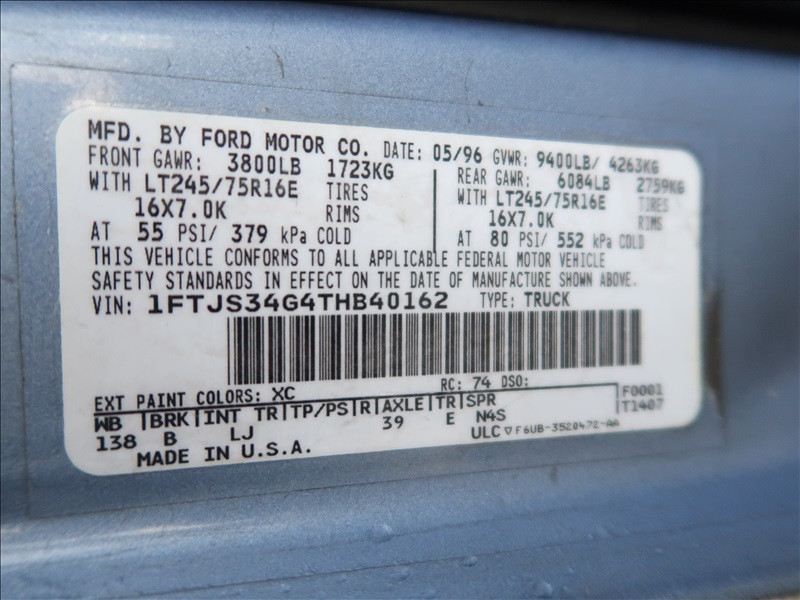 MFD. BY FORD MOTOR CO. DATE: 05/96 GVWR: 9400LB/ 4263KG
FRONT GAWR: 3800LB 1723KG
WITH LT245/75R16E TIRES
16X7.0K RIMS
AT 55 PSI/ 379 kPa COLD
REAR GAWR: 6084LB 2759KG
WITH LT245/75R16E TIRES
16X7.0K RIMS
AT 80 PSI/ 552 kPa COLD
THIS VEHICLE CONFORMS TO ALL APPLICABLE FEDERAL MOTOR VEHICLE
SAFETY STANDARDS IN EFFECT ON THE DATE OF MANUFACTURE SHOWN ABOVE.
VIN: 1FTJS34G4THB40162 TYPE: TRUCK
EXT PAINT COLORS: XC RC: 74 DSO:
WB BRK INT TR TP/PS R AXLE TR SPR
138 B LJ 39 E N4S
F0001
T1407
MADE IN U.S.A.
ULC ▽ F6UB-3520472-AA